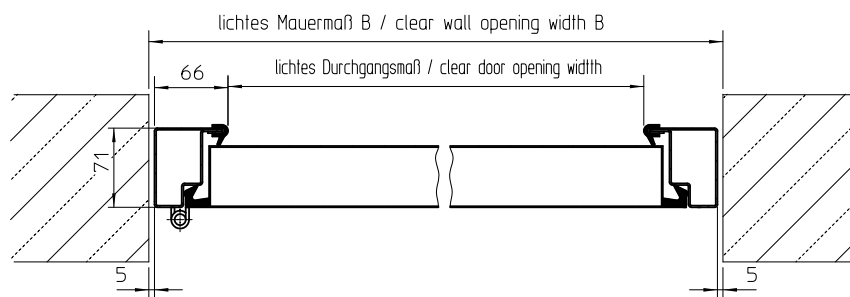 lichtes Mauermaß B / clear wall opening width B
66
lichtes Durchgangsmaß / clear door opening widtth
71
5
5